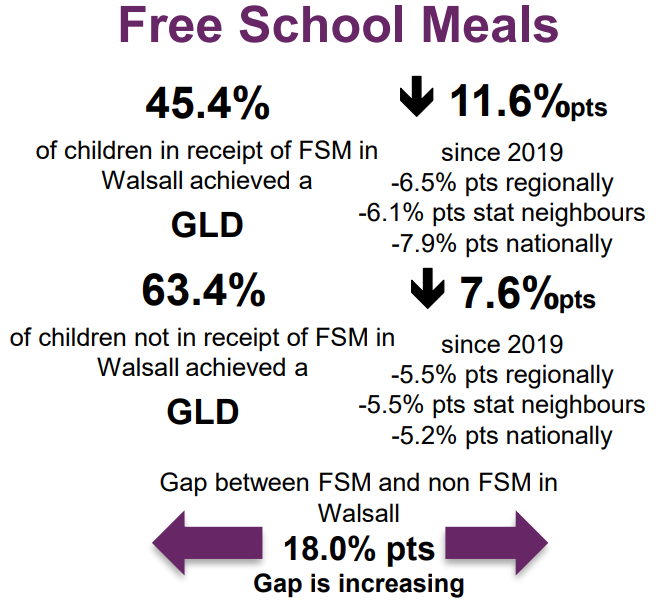 Free School Meals
45.4%
of children in receipt of FSM in
Walsall achieved a
GLD
11.6%pts
since 2019
-6.5% pts regionally
-6.1% pts stat neighbours
-7.9% pts nationally
63.4%
of children not in receipt of FSM in
Walsall achieved a
GLD
7.6%pts
since 2019
-5.5% pts regionally
-5.5% pts stat neighbours
-5.2% pts nationally
Gap between FSM and non FSM in
Walsall
18.0% pts
Gap is increasing